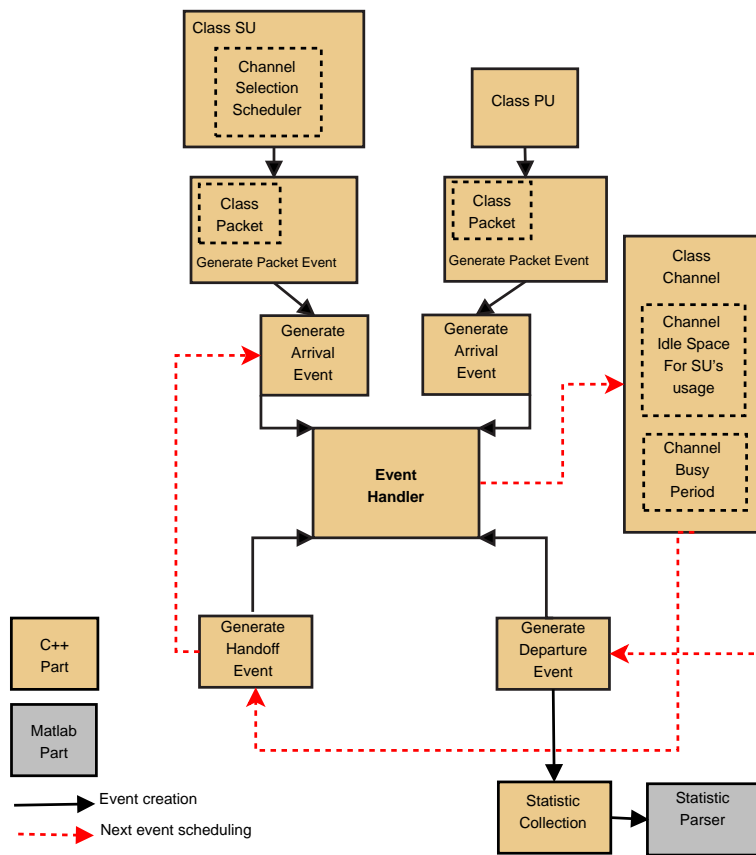 Class SU
Channel
Selection
Scheduler
Class PU
Class
Packet
Generate Packet Event
Class
Packet
Generate Packet Event
Class
Channel
Channel
Idle Space
For SU's
usage
Channel
Busy
Period
Generate
Arrival
Event
Generate
Arrival
Event
Event
Handler
Generate
Handoff
Event
Generate
Departure
Event
C++
Part
Matlab
Part
Event creation
Next event scheduling
Statistic
Collection
Statistic
Parser